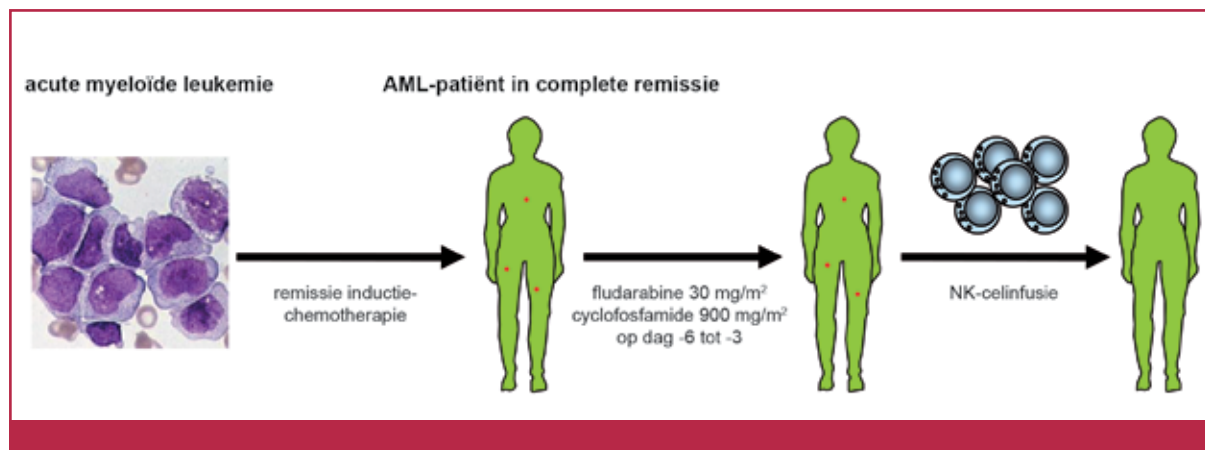 acute myeloïde leukemie
AML-patiënt in complete remissie
remissie inductie-
chemotherapie
fludarabine 30 mg/m²
cyclofosfamide 900 mg/m²
op dag -6 tot -3
NK-celinfusie